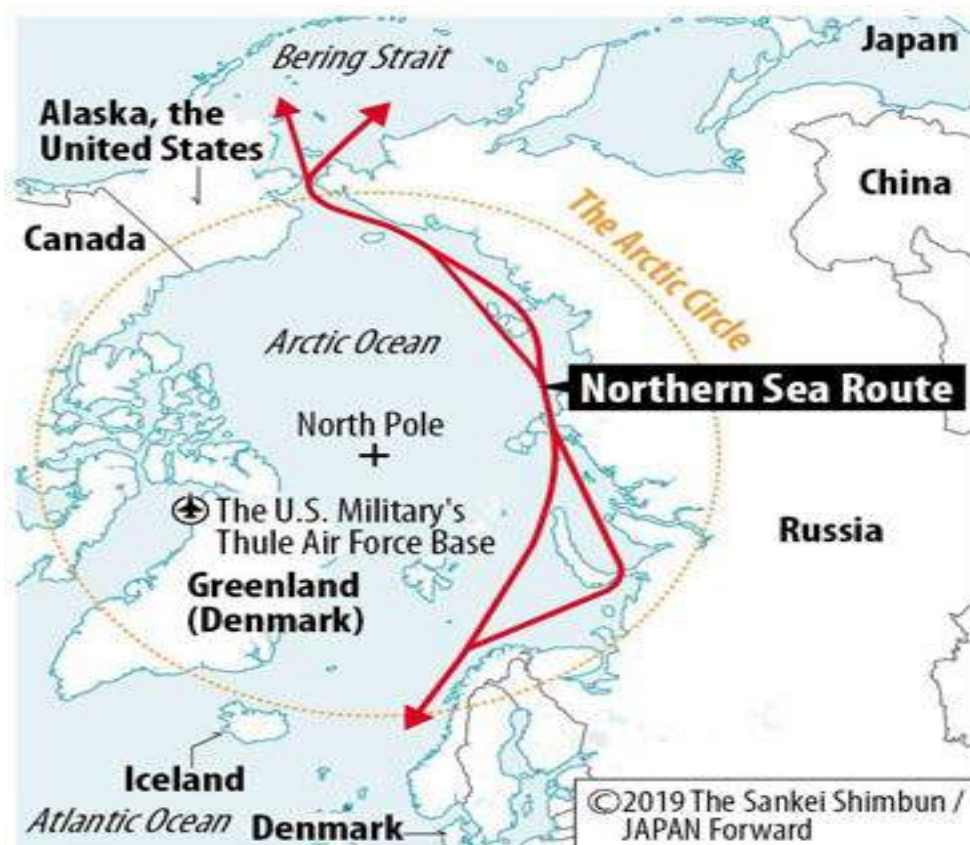 Bering Strait
Japan
Alaska, the
United States
China
Canada
The Arctic Circle
Arctic Ocean
Northern Sea Route
North Pole
The U.S. Military's
Thule Air Force Base
Russia
Greenland
(Denmark)
Iceland
Atlantic Ocean
Denmark
©2019 The Sankei Shimbun /
JAPAN Forward